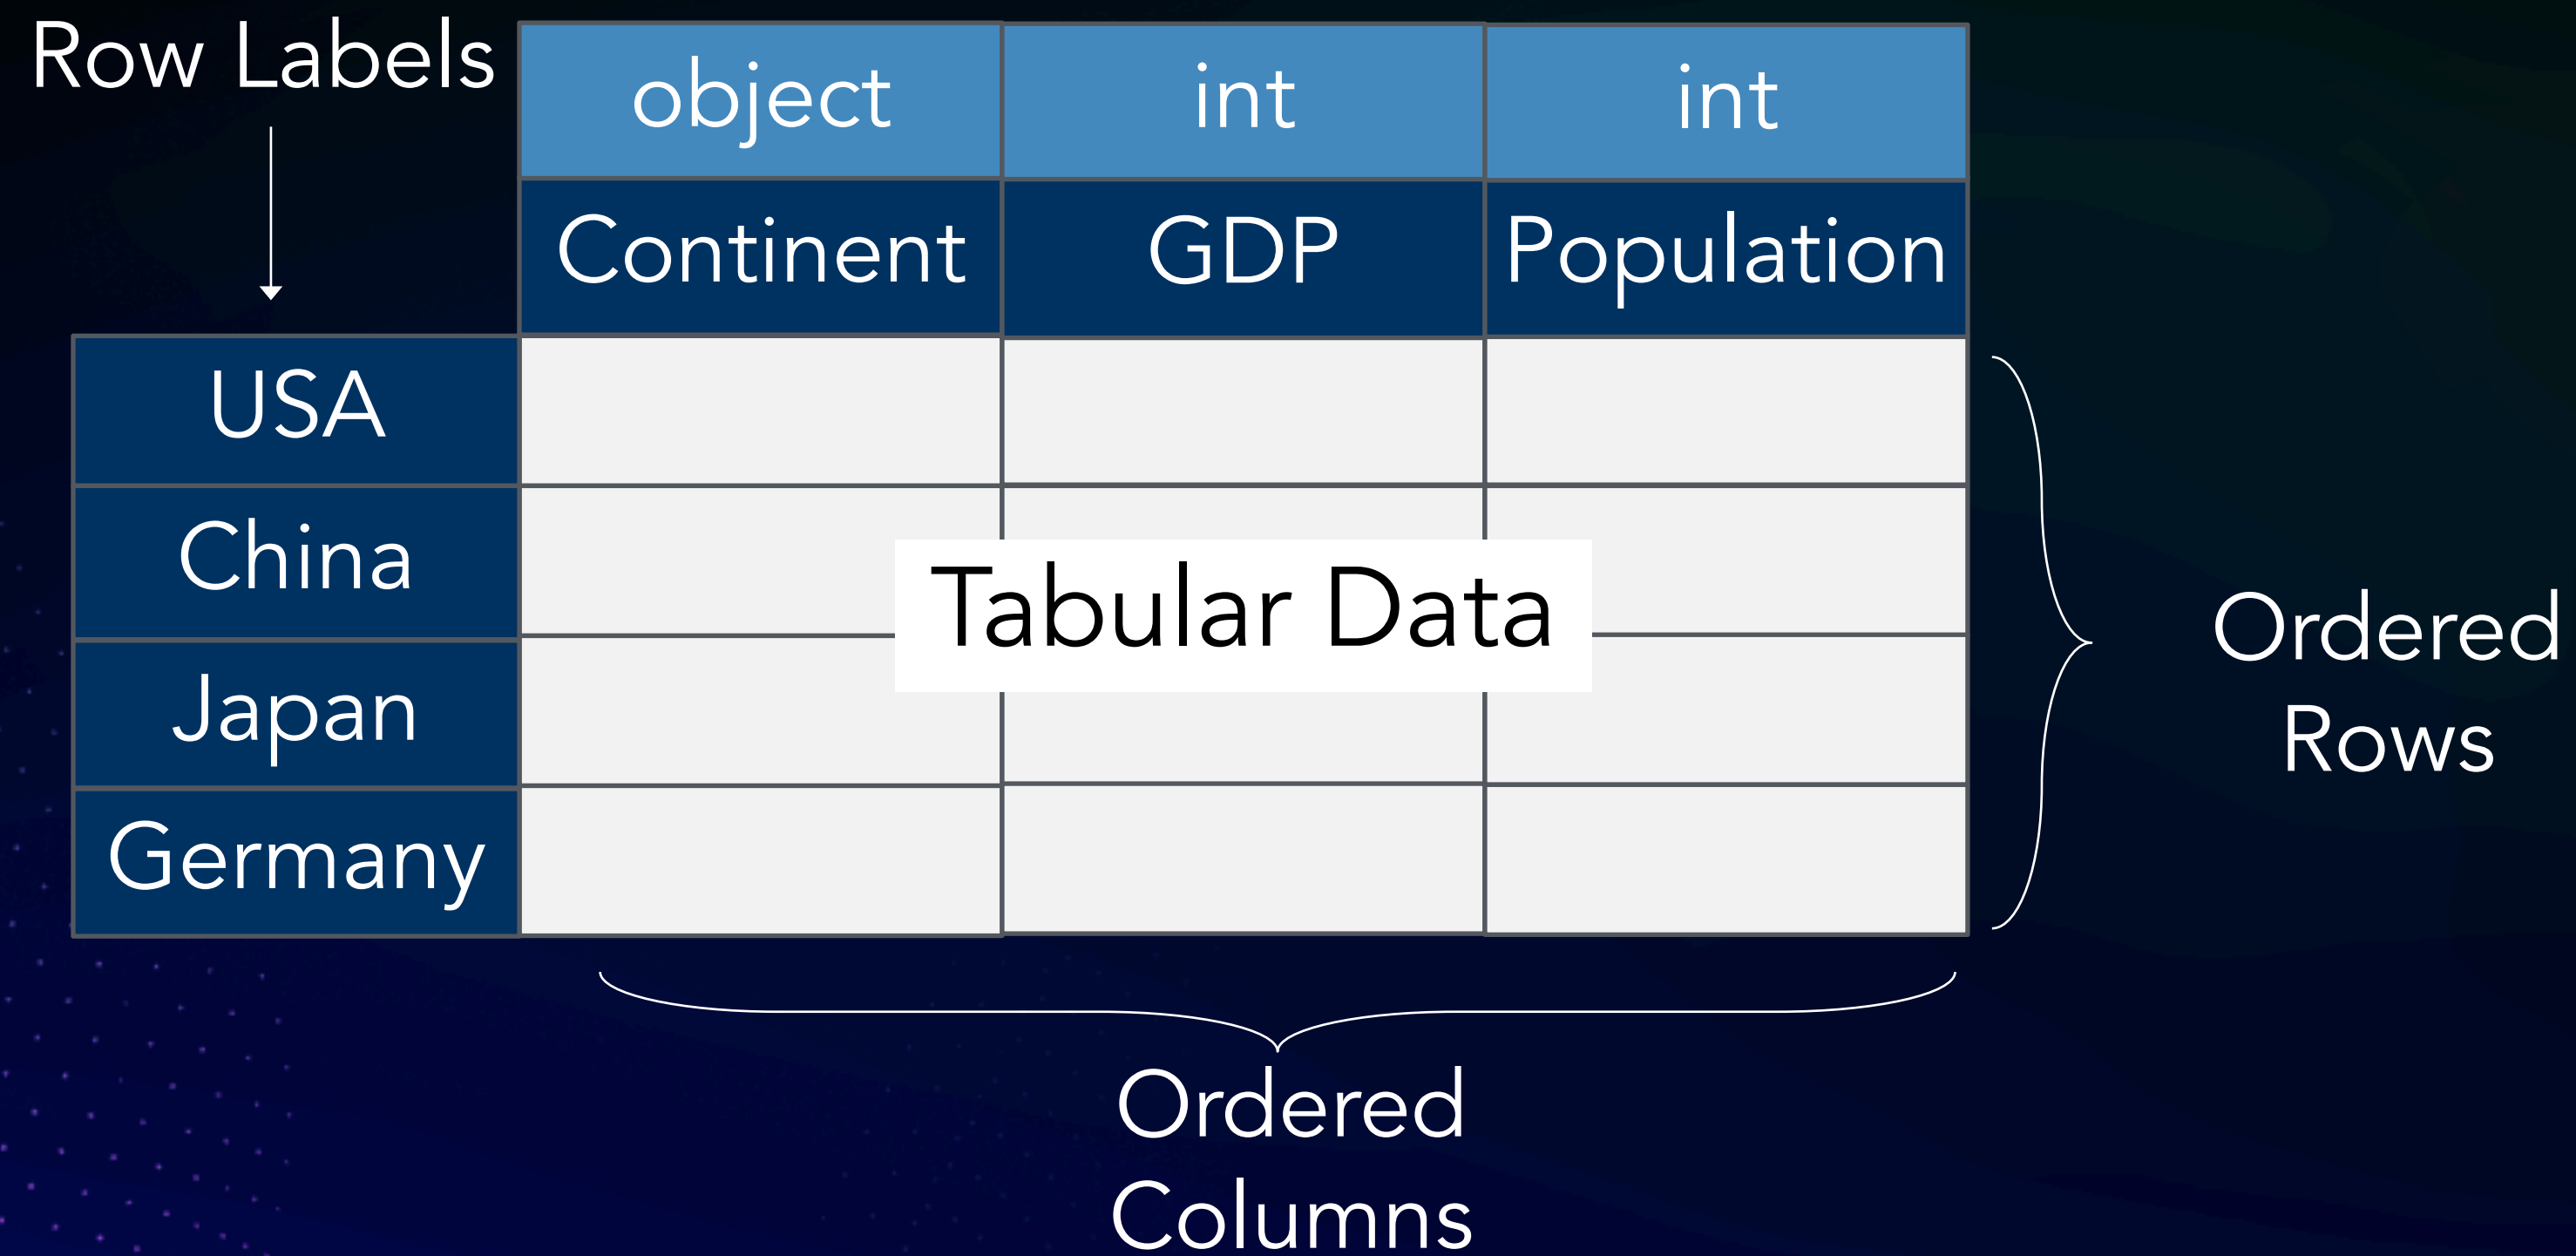 Row Labels
object int int
Continent GDP Population
USA
China
Tabular Data
Japan
Germany
Ordered
Rows
Ordered
Columns